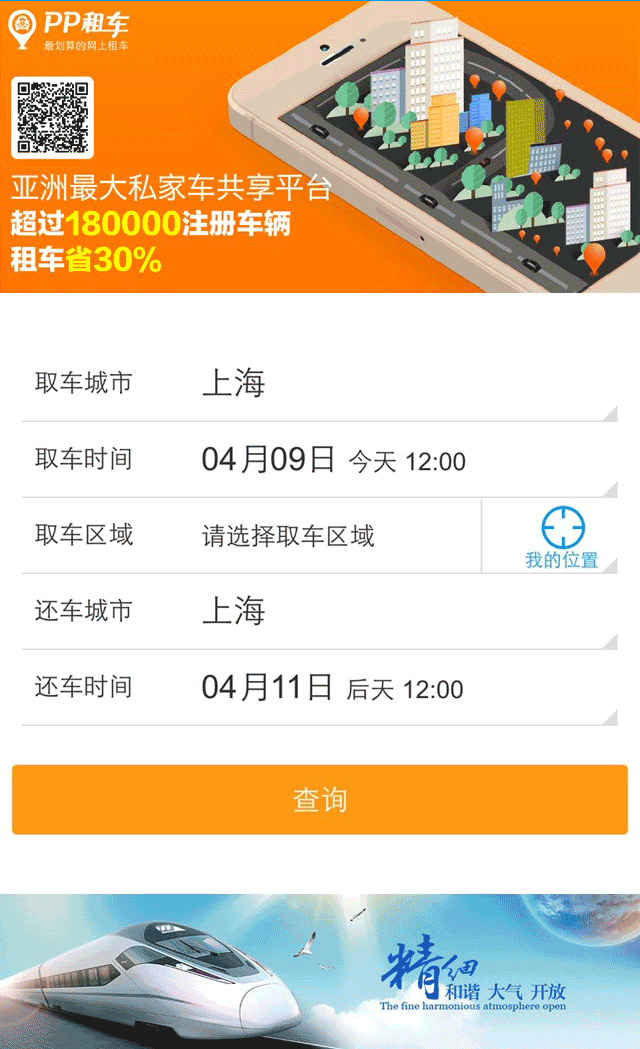 PP租车
最划算的网上租车
亚洲最大私家车共享平台
超过180000注册车辆
租车省30%
取车城市 上海
取车时间 04月09日 今天 12:00
取车区域 请选择取车区域 我的位置
还车城市 上海
还车时间 04月11日 后天 12:00
查询
精细
和谐 大气 开放
The fine harmonious atmosphere open